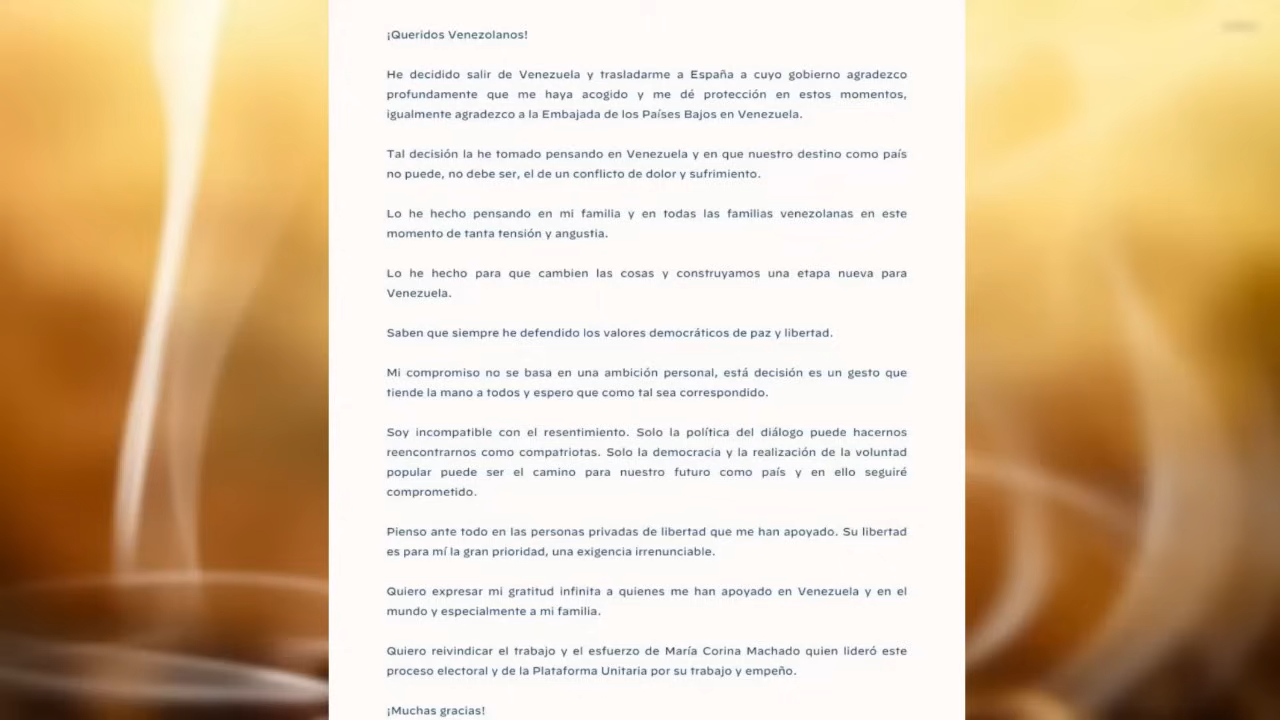 ¡Queridos Venezolanos!
He decidido salir de Venezuela y trasladarme a España a cuyo gobierno agradezco
profundamente que me haya acogido y me dé protección en estos momentos,
igualmente agradezco a la Embajada de los Países Bajos en Venezuela.
Tal decisión la he tomado pensando en Venezuela y en que nuestro destino como país
no puede, no debe ser, el de un conflicto de dolor y sufrimiento.
Lo he hecho pensando en mi familia y en todas las familias venezolanas en este
momento de tanta tensión y angustia.
Lo he hecho para que cambien las cosas y construyamos una etapa nueva para
Venezuela.
Saben que siempre he defendido los valores democráticos de paz y libertad.
Mi compromiso no se basa en una ambición personal, está decisión es un gesto que
tiende la mano a todos y espero que como tal sea correspondido.
Soy incompatible con el resentimiento. Solo la política del diálogo puede hacernos
reencontrarnos como compatriotas. Solo la democracia y la realización de la voluntad
popular puede ser el camino para nuestro futuro como país y en ello seguiré
comprometido.
Pienso ante todo en las personas privadas de libertad que me han apoyado. Su libertad
es para mí la gran prioridad, una exigencia irrenunciable.
Quiero expresar mi gratitud infinita a quienes me han apoyado en Venezuela y en el
mundo y especialmente a mi familia.
Quiero reivindicar el trabajo y el esfuerzo de María Corina Machado quien lideró este
proceso electoral y de la Plataforma Unitaria por su trabajo y empeño.
¡Muchas gracias!